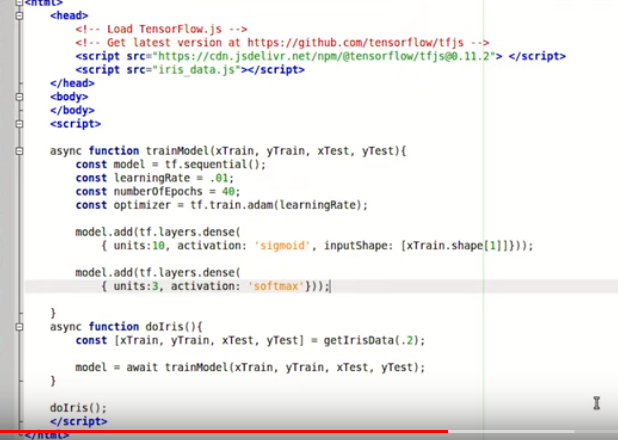 <html>
<head>
<!-- Load TensorFlow.js -->
<!-- Get latest version at https://github.com/tensorflow/tfjs -->
<script src="https://cdn.jsdelivr.net/npm/@tensorflow/tfjs@0.11.2"> </script>
<script src="iris_data.js"></script>
</head>
<body>
</body>
<script>
async function trainModel(xTrain, yTrain, xTest, yTest){
const model = tf.sequential();
const learningRate = .01;
const numberOfEpochs = 40;
const optimizer = tf.train.adam(learningRate);
model.add(tf.layers.dense(
{ units:10, activation: 'sigmoid', inputShape: [xTrain.shape[1]]}));
model.add(tf.layers.dense(
{ units:3, activation: 'softmax'}));
}
async function doIris(){
const [xTrain, yTrain, xTest, yTest] = getIrisData(.2);
model = await trainModel(xTrain, yTrain, xTest, yTest);
}
doIris();
</script>
</html>